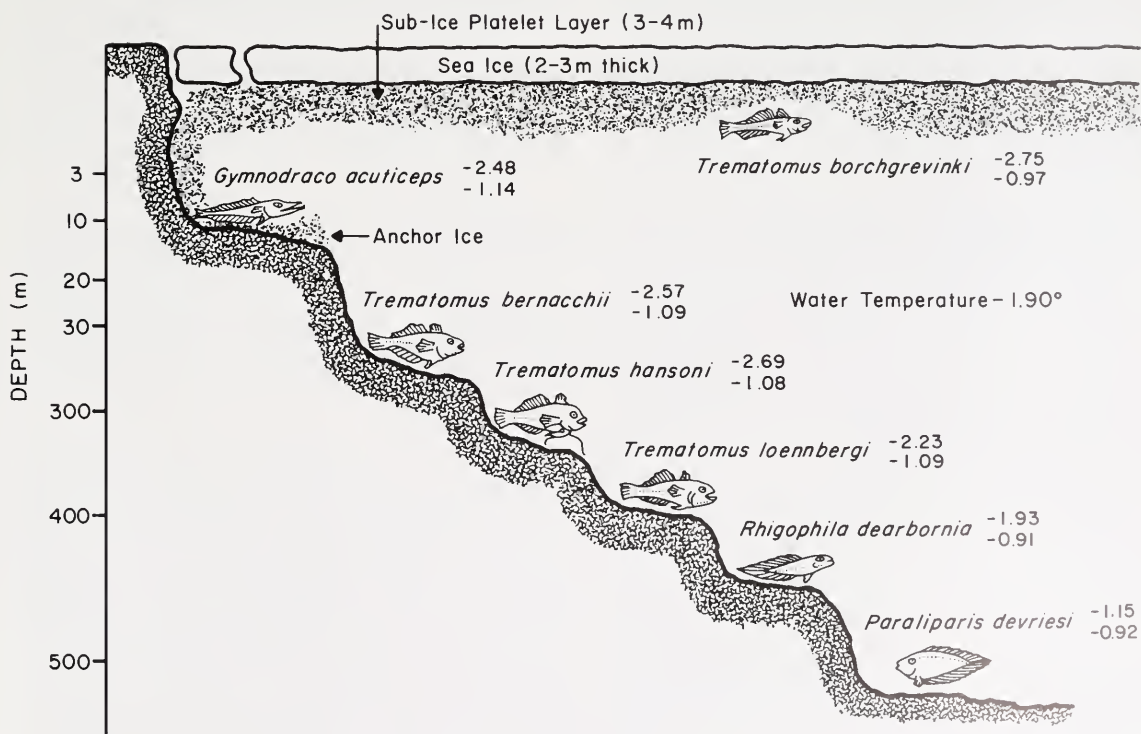 Sub-Ice Platelet Layer (3-4m)
Sea Ice (2-3m thick)
Gymnodraco acuticeps -2.48
-1.14
Trematomus borchgrevinki -2.75
-0.97
Anchor Ice
Trematomus bernacchii -2.57
-1.09
Water Temperature -1.90°
Trematomus hansoni -2.69
-1.08
Trematomus loennbergi -2.23
-1.09
Rhigophila dearbornia -1.93
-0.91
Paraliparis devriesi -1.15
-0.92
DEPTH (m)
3
10
20
30
300
400
500